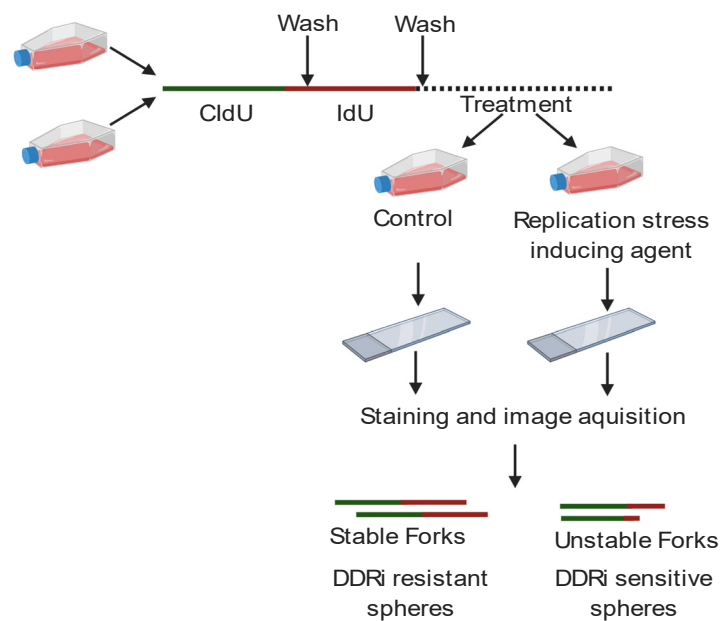 Wash
Wash
CldU
IdU
Treatment
Control
Replication stress
inducing agent
Staining and image aquisition
Stable Forks
Unstable Forks
DDRi resistant
spheres
DDRi sensitive
spheres